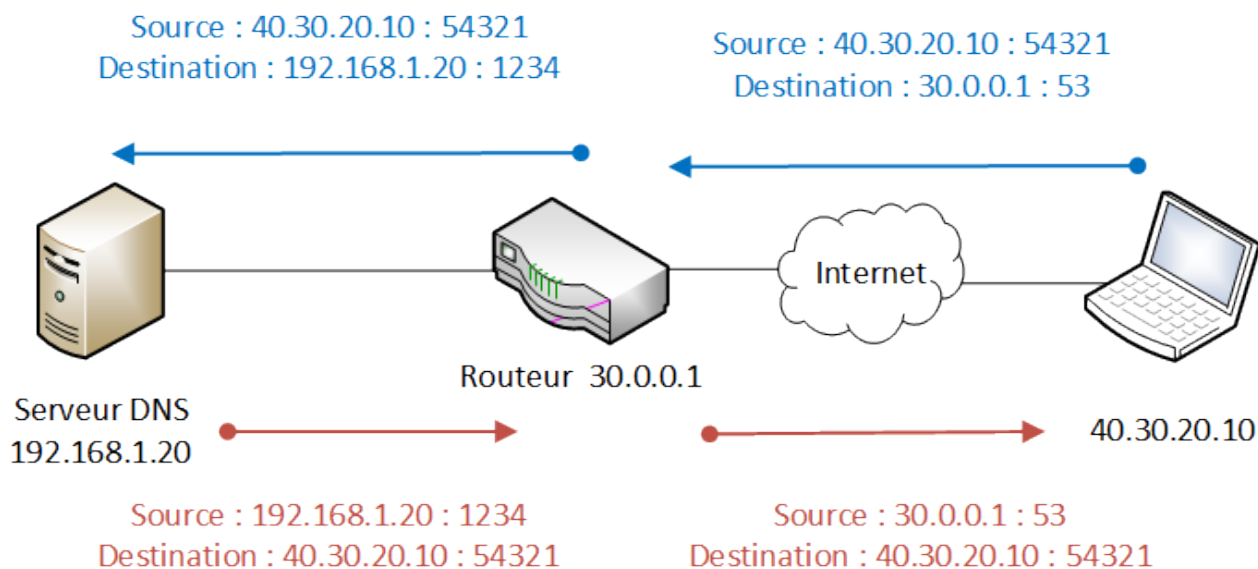 Source : 40.30.20.10 : 54321
Destination : 192.168.1.20 : 1234
Source : 40.30.20.10 : 54321
Destination : 30.0.0.1 : 53
Internet
Routeur 30.0.0.1
Serveur DNS
192.168.1.20
40.30.20.10
Source : 192.168.1.20 : 1234
Destination : 40.30.20.10 : 54321
Source : 30.0.0.1 : 53
Destination : 40.30.20.10 : 54321